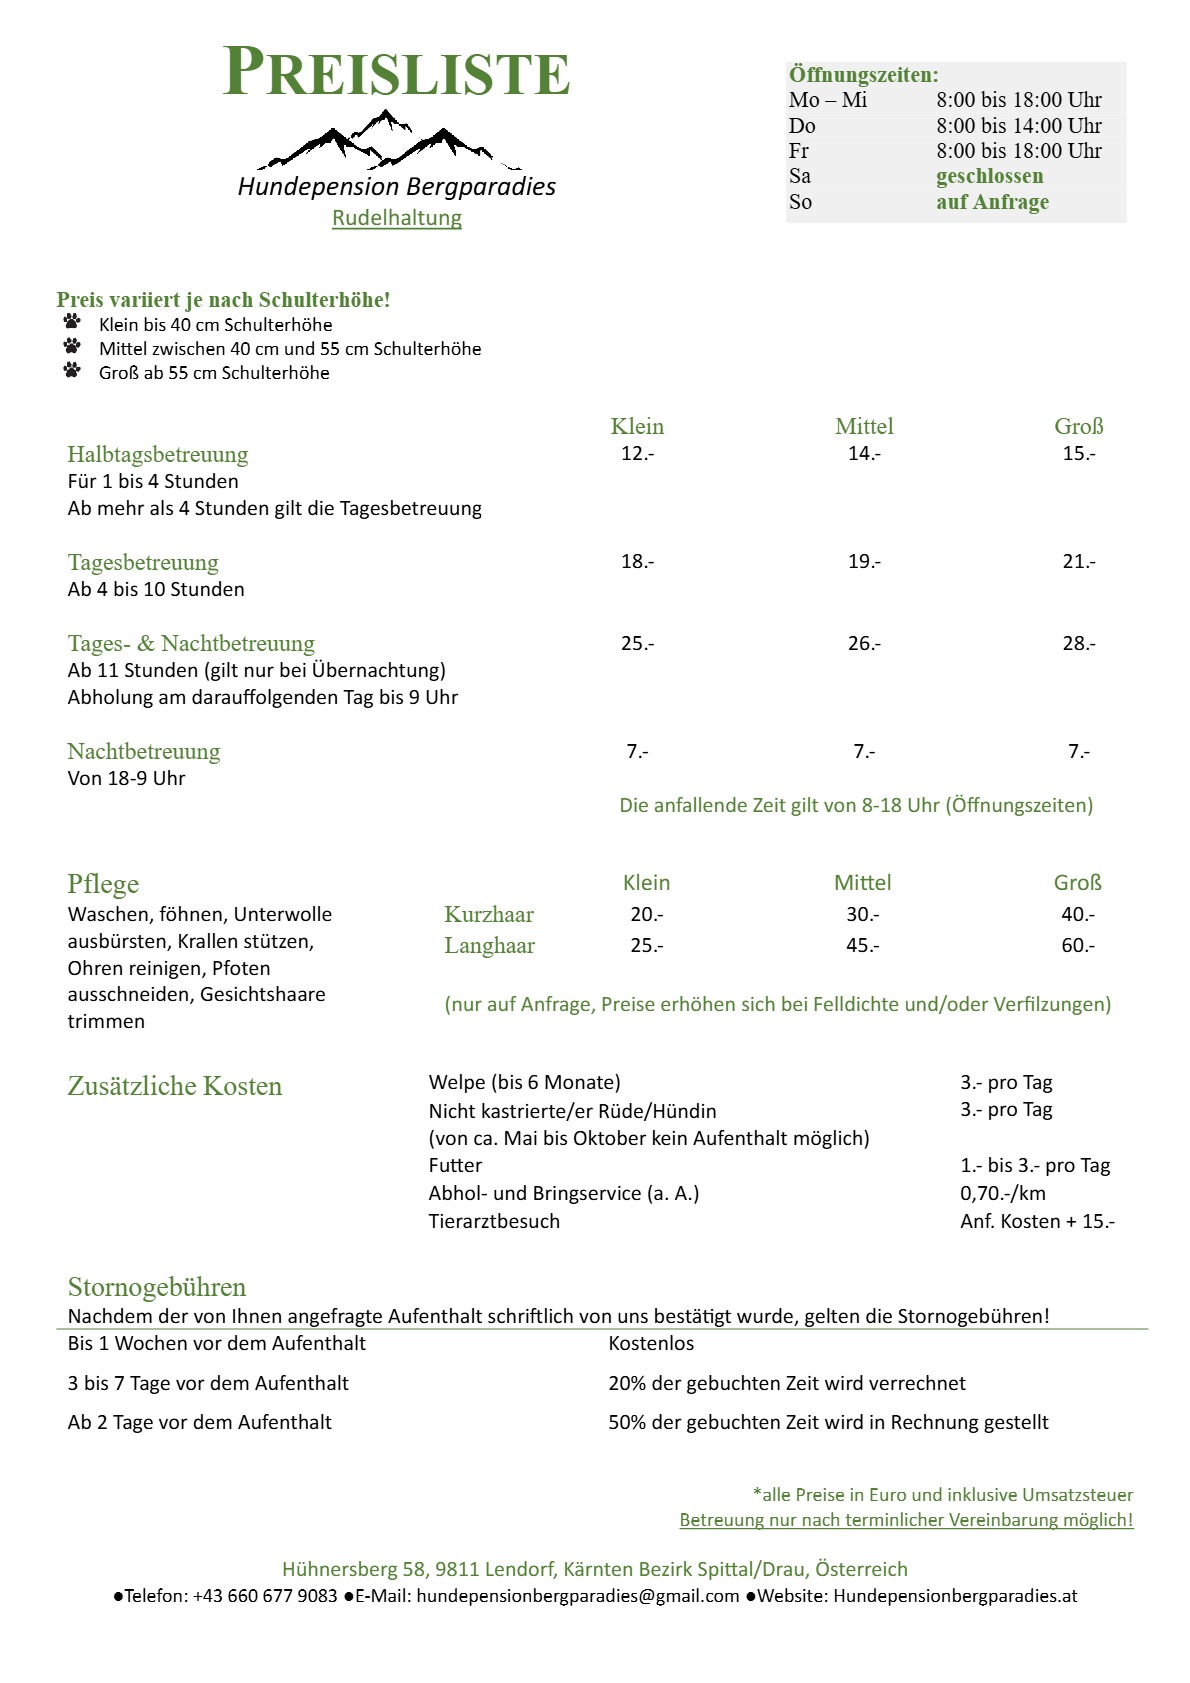 PREISLISTE
Hundepension Bergparadies
Rudelhaltung
Öffnungszeiten:
Mo – Mi 8:00 bis 18:00 Uhr
Do 8:00 bis 14:00 Uhr
Fr 8:00 bis 18:00 Uhr
Sa geschlossen
So auf Anfrage
Preis variiert je nach Schulterhöhe!
Klein bis 40 cm Schulterhöhe
Mittel zwischen 40 cm und 55 cm Schulterhöhe
Groß ab 55 cm Schulterhöhe
Klein Mittel Groß
Halbtagsbetreuung 12.- 14.- 15.-
Für 1 bis 4 Stunden
Ab mehr als 4 Stunden gilt die Tagesbetreuung
Tagesbetreuung 18.- 19.- 21.-
Ab 4 bis 10 Stunden
Tages- & Nachtbetreuung 25.- 26.- 28.-
Ab 11 Stunden (gilt nur bei Übernachtung)
Abholung am darauffolgenden Tag bis 9 Uhr
Nachtbetreuung 7.- 7.- 7.-
Von 18-9 Uhr
Die anfallende Zeit gilt von 8-18 Uhr (Öffnungszeiten)
Pflege Klein Mittel Groß
Waschen, föhnen, Unterwolle Kurzhaar 20.- 30.- 40.-
ausbürsten, Krallen stützen, Langhaar 25.- 45.- 60.-
Ohren reinigen, Pfoten
ausschneiden, Gesichtshaare (nur auf Anfrage, Preise erhöhen sich bei Felldichte und/oder Verfilzungen)
trimmen
Zusätzliche Kosten Welpe (bis 6 Monate) 3.- pro Tag
Nicht kastrierte/er Rüde/Hündin 3.- pro Tag
(von ca. Mai bis Oktober kein Aufenthalt möglich)
Futter 1.- bis 3.- pro Tag
Abhol- und Bringservice (a. A.) 0,70.-/km
Tierarztbesuch Anf. Kosten + 15.-
Stornogebühren
Nachdem der von Ihnen angefragte Aufenthalt schriftlich von uns bestätigt wurde, gelten die Stornogebühren!
Bis 1 Wochen vor dem Aufenthalt Kostenlos
3 bis 7 Tage vor dem Aufenthalt 20% der gebuchten Zeit wird verrechnet
Ab 2 Tage vor dem Aufenthalt 50% der gebuchten Zeit wird in Rechnung gestellt
*alle Preise in Euro und inklusive Umsatzsteuer
Betreuung nur nach terminlicher Vereinbarung möglich!
Hühnersberg 58, 9811 Lendorf, Kärnten Bezirk Spittal/Drau, Österreich
●Telefon: +43 660 677 9083 ●E-Mail: hundepensionbergparadies@gmail.com ●Website: Hundepensionbergparadies.at